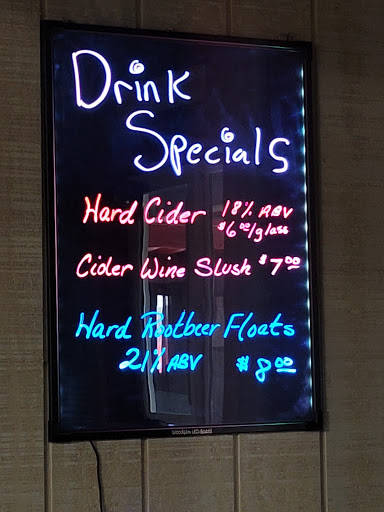 Drink
Specials
Hard Cider 18% ABV
$6.00/glass
Cider Wine Slush $7.00
Hard Rootbeer Floats
21% ABV $8.00